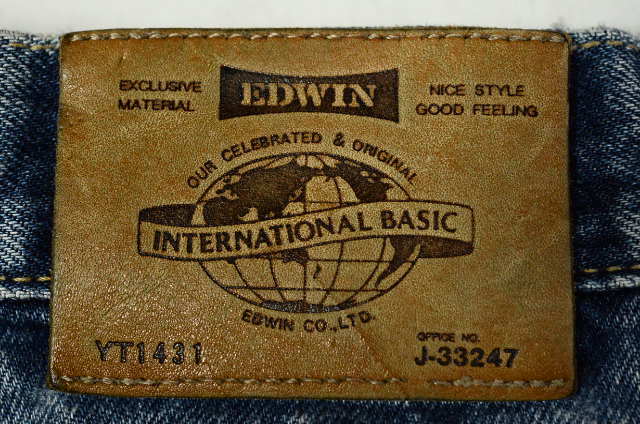 EXCLUSIVE
MATERIAL
EDWIN
NICE STYLE
GOOD FEELING
OUR CELEBRATED & ORIGINAL
INTERNATIONAL BASIC
EDWIN CO.,LTD.
YT1431
OFFICE NO.
J-33247